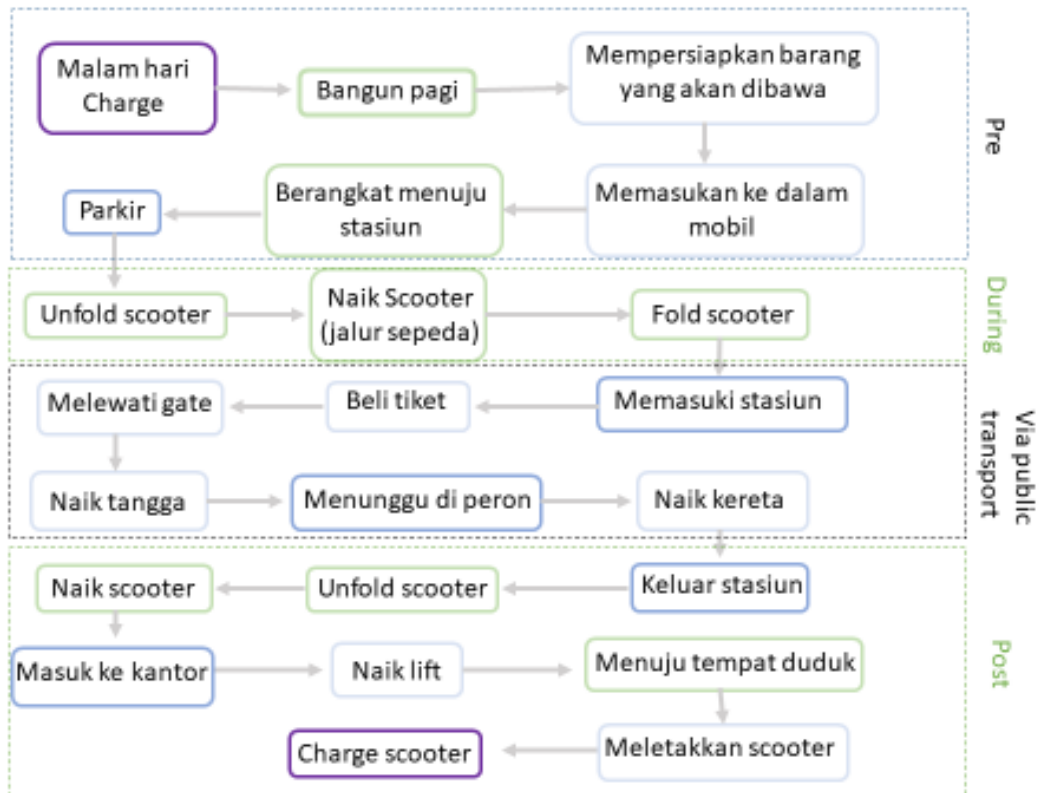 Malam hari
Charge
Bangun pagi
Mempersiapkan barang
yang akan dibawa
Memasukan ke dalam
mobil
Berangkat menuju
stasiun
Parkir
Pre
Unfold scooter
Naik Scooter
(jalur sepeda)
Fold scooter
During
Memasuki stasiun
Beli tiket
Melewati gate
Naik tangga
Menunggu di peron
Naik kereta
Via public
transport
Keluar stasiun
Unfold scooter
Naik scooter
Masuk ke kantor
Naik lift
Menuju tempat duduk
Meletakkan scooter
Charge scooter
Post